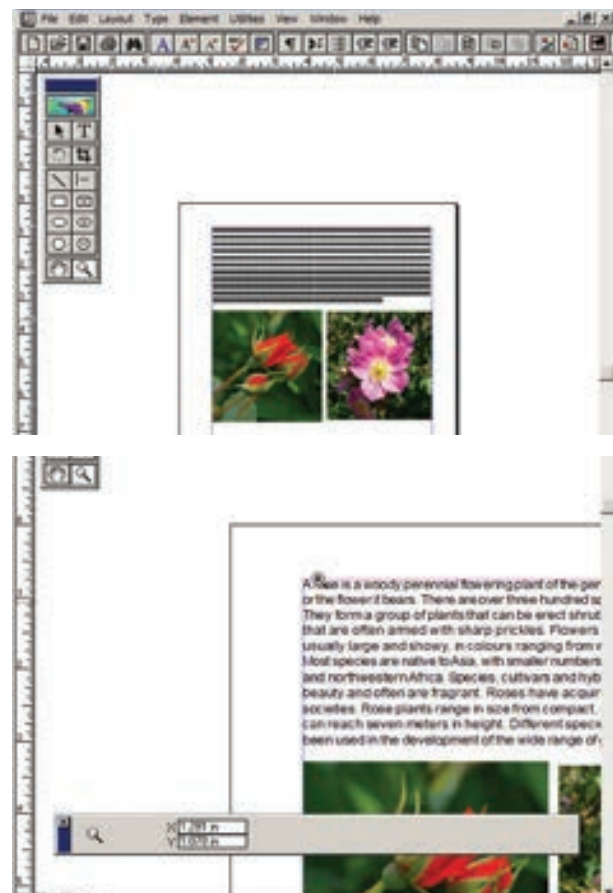 File Edit Layout Type Element Utilities View Window Help
A rose is a woody perennial flowering plant of the gen
or the flower it bears. There are over three hundred sp
They form a group of plants that can be erect shrub
that are often armed with sharp prickles. Flowers
usually large and showy, in colours ranging from w
Most species are native to Asia, with smaller numbers
and northwestern Africa. Species, cultivars and hyb
beauty and often are fragrant. Roses have acquir
societies. Rose plants range in size from compact,
can reach seven meters in height. Different specie
been used in the development of the wide range of
X
Y